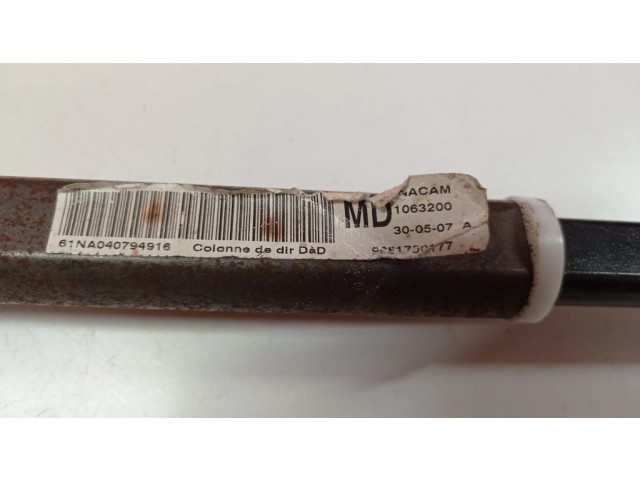 NACAM
MD 1063200
30-05-07 A
61NA040794916 Colonne de dir DàD